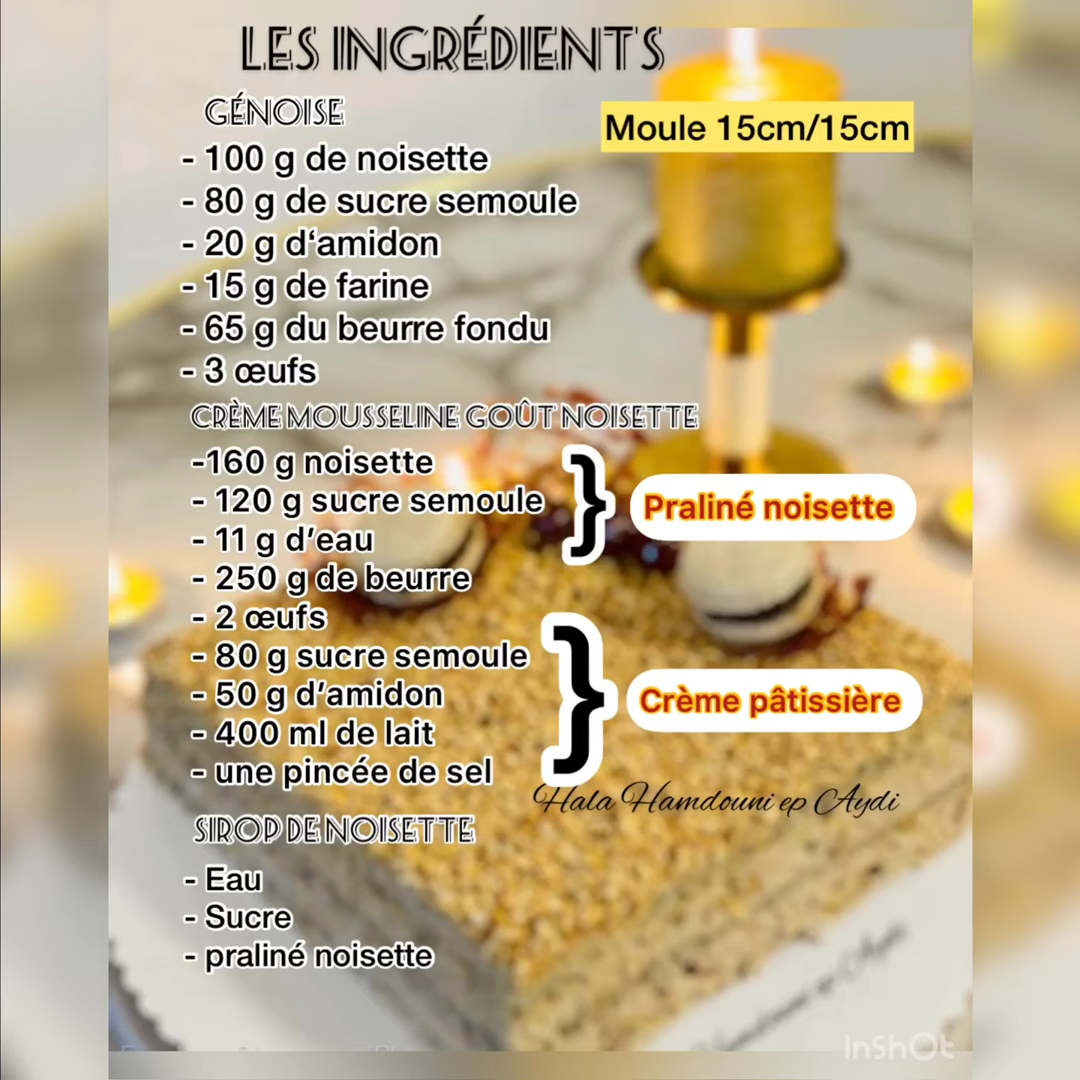 LES INGRÉDIENTS
GÉNOISE
Moule 15cm/15cm
- 100 g de noisette
- 80 g de sucre semoule
- 20 g d‘amidon
- 15 g de farine
- 65 g du beurre fondu
- 3 œufs
CRÈME MOUSSELINE GOÛT NOISETTE
-160 g noisette
- 120 g sucre semoule
- 11 g d’eau
} Praliné noisette
- 250 g de beurre
- 2 œufs
- 80 g sucre semoule
- 50 g d’amidon
- 400 ml de lait
- une pincée de sel
} Crème pâtissière
Hala Hamdouni ep Aydi
SIROP DE NOISETTE
- Eau
- Sucre
- praliné noisette
Hamdouni ep Aydi
InShOt